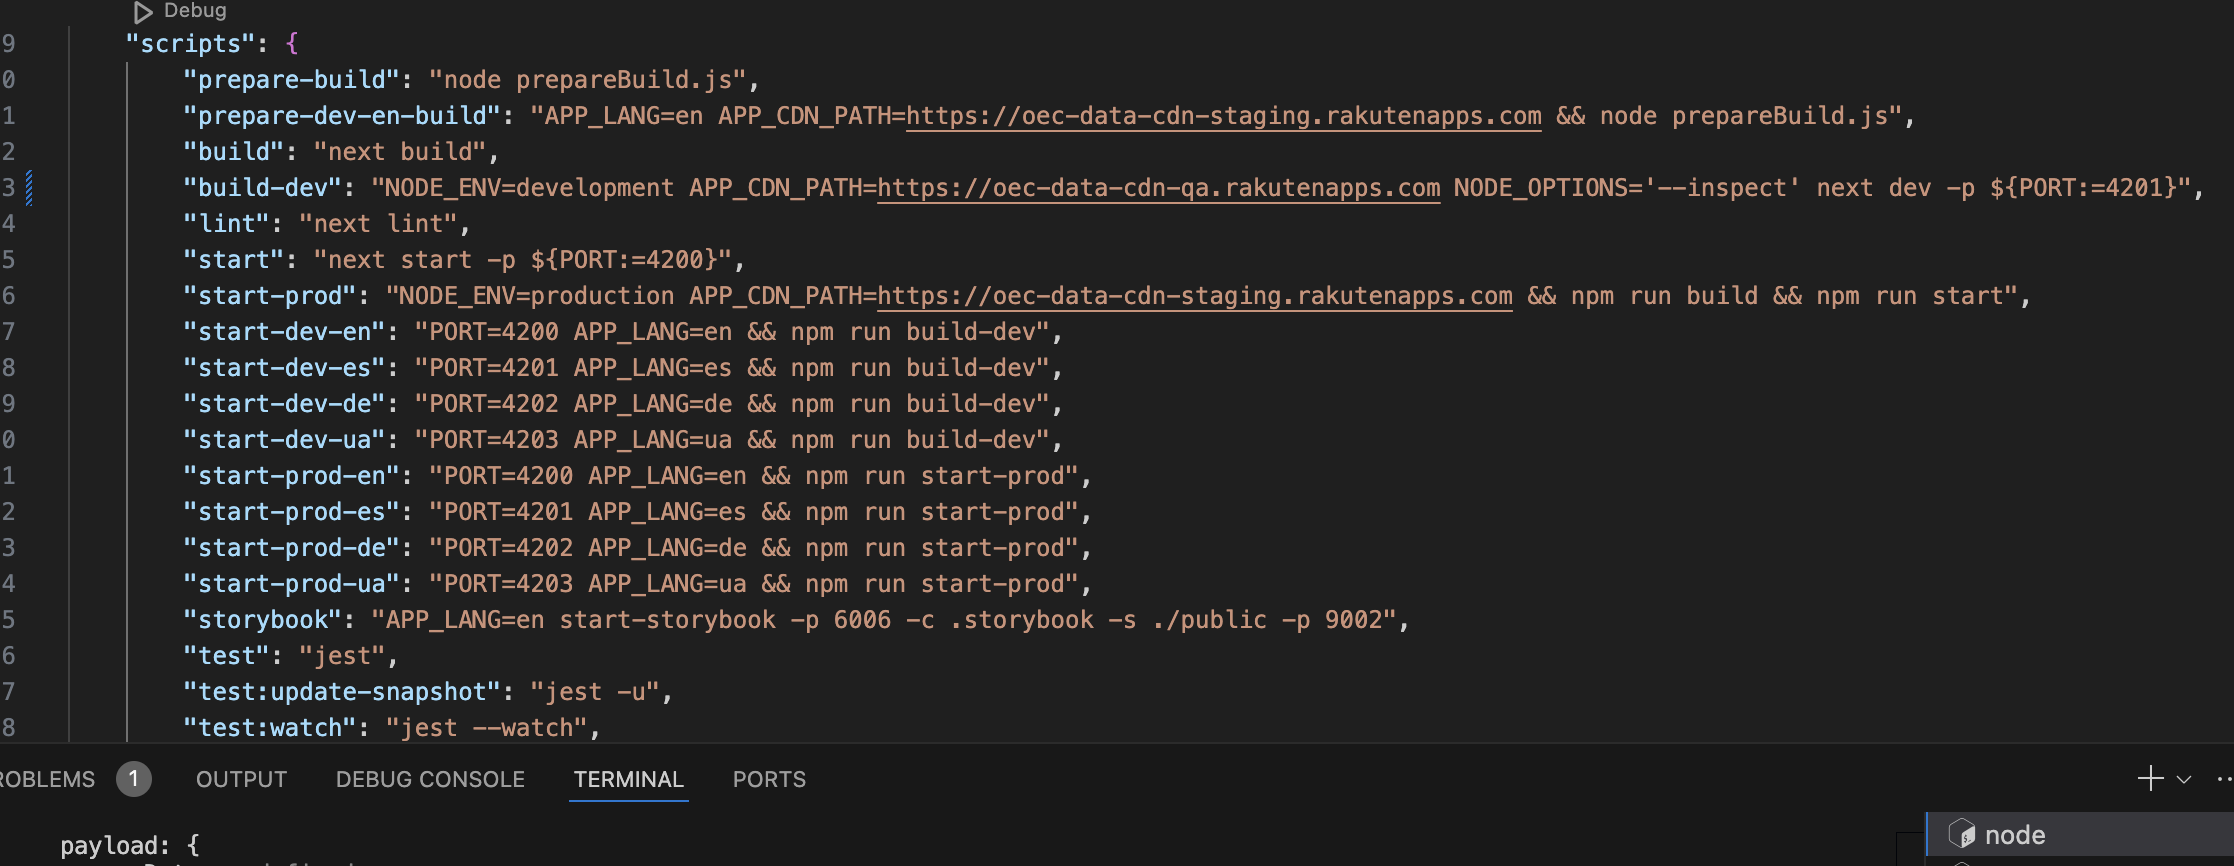 Debug
9 "scripts": {
0 "prepare-build": "node prepareBuild.js",
1 "prepare-dev-en-build": "APP_LANG=en APP_CDN_PATH=https://oec-data-cdn-staging.rakutenapps.com && node prepareBuild.js",
2 "build": "next build",
3 "build-dev": "NODE_ENV=development APP_CDN_PATH=https://oec-data-cdn-qa.rakutenapps.com NODE_OPTIONS='--inspect' next dev -p ${PORT:=4201}",
4 "lint": "next lint",
5 "start": "next start -p ${PORT:=4200}",
6 "start-prod": "NODE_ENV=production APP_CDN_PATH=https://oec-data-cdn-staging.rakutenapps.com && npm run build && npm run start",
7 "start-dev-en": "PORT=4200 APP_LANG=en && npm run build-dev",
8 "start-dev-es": "PORT=4201 APP_LANG=es && npm run build-dev",
9 "start-dev-de": "PORT=4202 APP_LANG=de && npm run build-dev",
0 "start-dev-ua": "PORT=4203 APP_LANG=ua && npm run build-dev",
1 "start-prod-en": "PORT=4200 APP_LANG=en && npm run start-prod",
2 "start-prod-es": "PORT=4201 APP_LANG=es && npm run start-prod",
3 "start-prod-de": "PORT=4202 APP_LANG=de && npm run start-prod",
4 "start-prod-ua": "PORT=4203 APP_LANG=ua && npm run start-prod",
5 "storybook": "APP_LANG=en start-storybook -p 6006 -c .storybook -s ./public -p 9002",
6 "test": "jest",
7 "test:update-snapshot": "jest -u",
8 "test:watch": "jest --watch",
ROBLEMS 1 OUTPUT DEBUG CONSOLE TERMINAL PORTS
payload: {
node